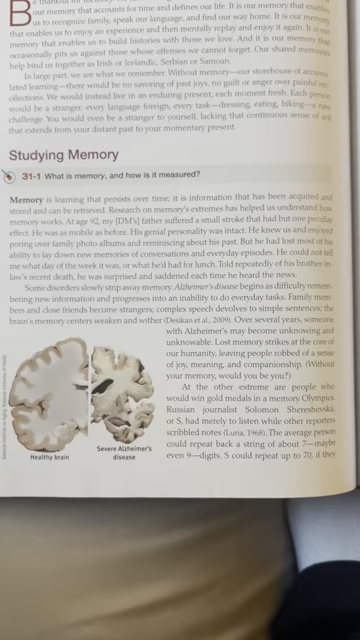 Be thankful for memory
memory that accounts for time and defines our life. It is our memory that enables
us to recognize family, speak our language, and find our way home. It is our memory
that enables us to enjoy an experience and then mentally replay and enjoy it again. It is our
memory that enables us to build histories with those we love. And it is our memory that
occasionally pits us against those whose offenses we cannot forget. Our shared memories
help bind us together as Irish or Icelandic, Serbian or Samoan.
In large part, we are what we remember. Without memory—our storehouse of accumu-
lated learning—there would be no savoring of past joys, no guilt or anger over painful rec-
ollections. We would instead live in an enduring present, each moment fresh. Each person
would be a stranger, every language foreign, every task—dressing, eating, biking—a new
challenge. You would even be a stranger to yourself, lacking that continuous sense of self
that extends from your distant past to your momentary present.
Studying Memory
31-1 What is memory, and how is it measured?
Memory is learning that persists over time; it is information that has been acquired and
stored and can be retrieved. Research on memory's extremes has helped us understand how
memory works. At age 92, my [DM's] father suffered a small stroke that had but one peculiar
effect. He was as mobile as before. His genial personality was intact. He knew us and enjoyed
poring over family photo albums and reminiscing about his past. But he had lost most of his
ability to lay down new memories of conversations and everyday episodes. He could not tell
me what day of the week it was, or what he'd had for lunch. Told repeatedly of his brother-in-
law's recent death, he was surprised and saddened each time he heard the news.
Some disorders slowly strip away memory. Alzheimer's disease begins as difficulty remem-
bering new information and progresses into an inability to do everyday tasks. Family mem-
bers and close friends become strangers; complex speech devolves to simple sentences; the
brain's memory centers weaken and wither (Desikan et al., 2009). Over several years, someone
with Alzheimer's may become unknowing and
unknowable. Lost memory strikes at the core of
our humanity, leaving people robbed of a sense
of joy, meaning, and companionship. (Without
your memory, would you be you?)
At the other extreme are people who
would win gold medals in a memory Olympics.
Russian journalist Solomon Shereshevskii,
or S, had merely to listen while other reporters
scribbled notes (Luria, 1968). The average person
could repeat back a string of about 7—maybe
even 9—digits. S could repeat up to 70, if they
Healthy brain
Severe Alzheimer's
disease